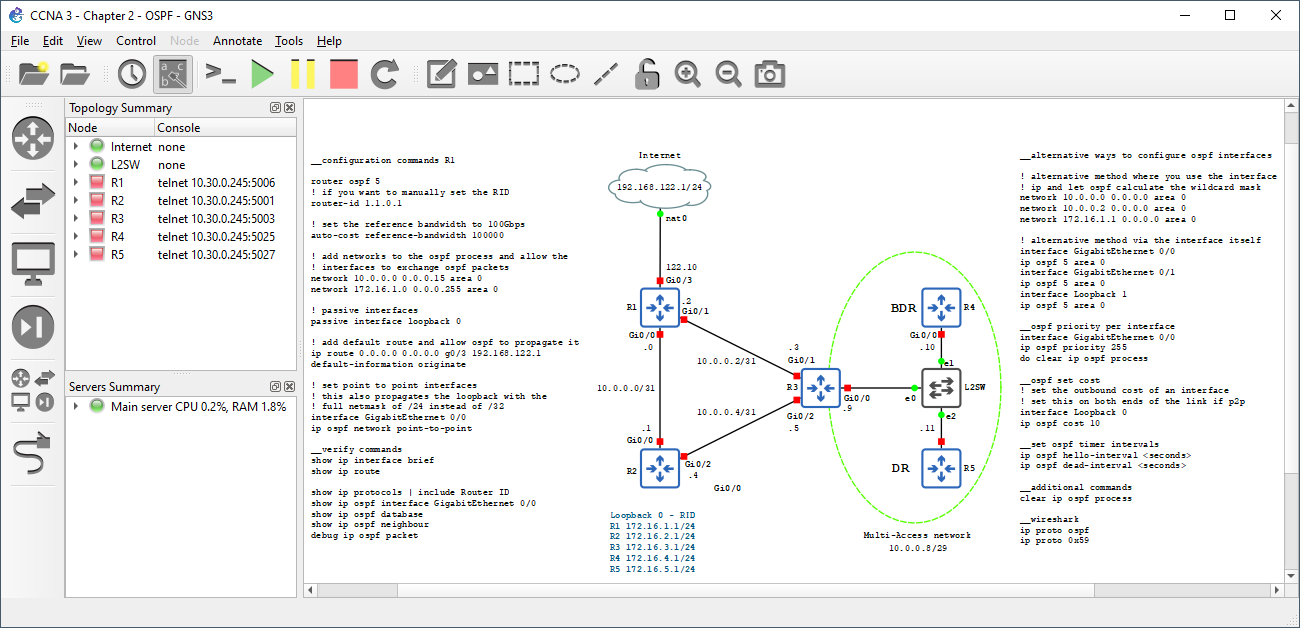 CCNA 3 - Chapter 2 - OSPF - GNS3
File Edit View Control Node Annotate Tools Help
Topology Summary
Node Console
Internet none
L2SW none
R1 telnet 10.30.0.245:5006
R2 telnet 10.30.0.245:5001
R3 telnet 10.30.0.245:5003
R4 telnet 10.30.0.245:5025
R5 telnet 10.30.0.245:5027
Servers Summary
Main server CPU 0.2%, RAM 1.8%
__configuration commands R1
router ospf 5
! if you want to manually set the RID
router-id 1.1.0.1
! set the reference bandwidth to 100Gbps
auto-cost reference-bandwidth 100000
! add networks to the ospf process and allow the
! interfaces to exchange ospf packets
network 10.0.0.0 0.0.0.15 area 0
network 172.16.1.0 0.0.0.255 area 0
! passive interfaces
passive interface loopback 0
! add default route and allow ospf to propagate it
ip route 0.0.0.0 0.0.0.0 g0/3 192.168.122.1
default-information originate
! set point to point interfaces
! this also propagates the loopback with the
! full netmask of /24 instead of /32
interface GigabitEthernet 0/0
ip ospf network point-to-point
__verify commands
show ip interface brief
show ip route
show ip protocols | include Router ID
show ip ospf interface GigabitEthernet 0/0
show ip ospf database
show ip ospf neighbour
debug ip ospf packet
Internet
192.168.122.1/24
nat0
122.10
Gi0/3
R1
.2
Gi0/1
Gi0/0
.0
10.0.0.2/31
.3
Gi0/1
10.0.0.0/31
R3
Gi0/0
.9
10.0.0.4/31
Gi0/2
.5
.1
Gi0/0
R2
Gi0/2
.4
Gi0/0
BDR
R4
Gi0/0
.10
e1
L2SW
e0
e2
.11
DR
R5
Loopback 0 - RID
R1 172.16.1.1/24
R2 172.16.2.1/24
R3 172.16.3.1/24
R4 172.16.4.1/24
R5 172.16.5.1/24
Multi-Access network
10.0.0.8/29
__alternative ways to configure ospf interfaces
! alternative method where you use the interface
! ip and let ospf calculate the wildcard mask
network 10.0.0.0 0.0.0.0 area 0
network 10.0.0.2 0.0.0.0 area 0
network 172.16.1.1 0.0.0.0 area 0
! alternative method via the interface itself
interface GigabitEthernet 0/0
ip ospf 5 area 0
interface GigabitEthernet 0/1
ip ospf 5 area 0
interface Loopback 1
ip ospf 5 area 0
__ospf priority per interface
interface GigabitEthernet 0/0
ip ospf priority 255
do clear ip ospf process
__ospf set cost
! set the outbound cost of an interface
! set this on both ends of the link if p2p
interface Loopback 0
ip ospf cost 10
__set ospf timer intervals
ip ospf hello-interval <seconds>
ip ospf dead-interval <seconds>
__additional commands
clear ip ospf process
__wireshark
ip proto ospf
ip proto 0x59